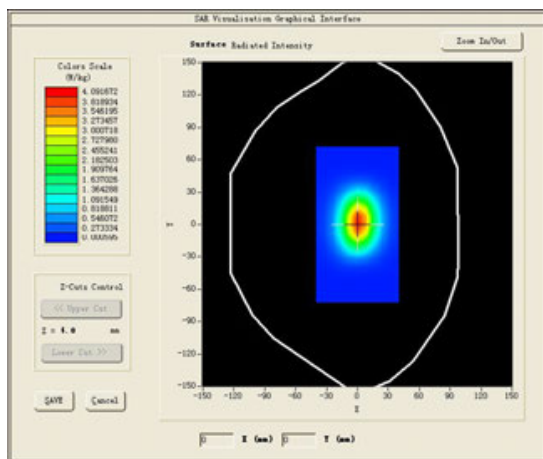 SAR Visualisation Graphical Interface
Surface Radiated Intensity
Zoom In/Out
Colors Scale
(W/kg)
4.091672
3.818934
3.546195
3.273457
3.000718
2.727980
2.455241
2.182503
1.909764
1.637026
1.364288
1.091549
0.818811
0.546072
0.273334
0.000595
150
120
90
60
30
0
-30
-60
-90
-120
-150
Y
-150 -120 -90 -60 -30 0 30 60 90 120 150
X
Z-Cuts Control
<< Upper Cut
Z = 4.0 mm
Lower Cut >>
SAVE Cancel
0 X (mm) 0 Y (mm)